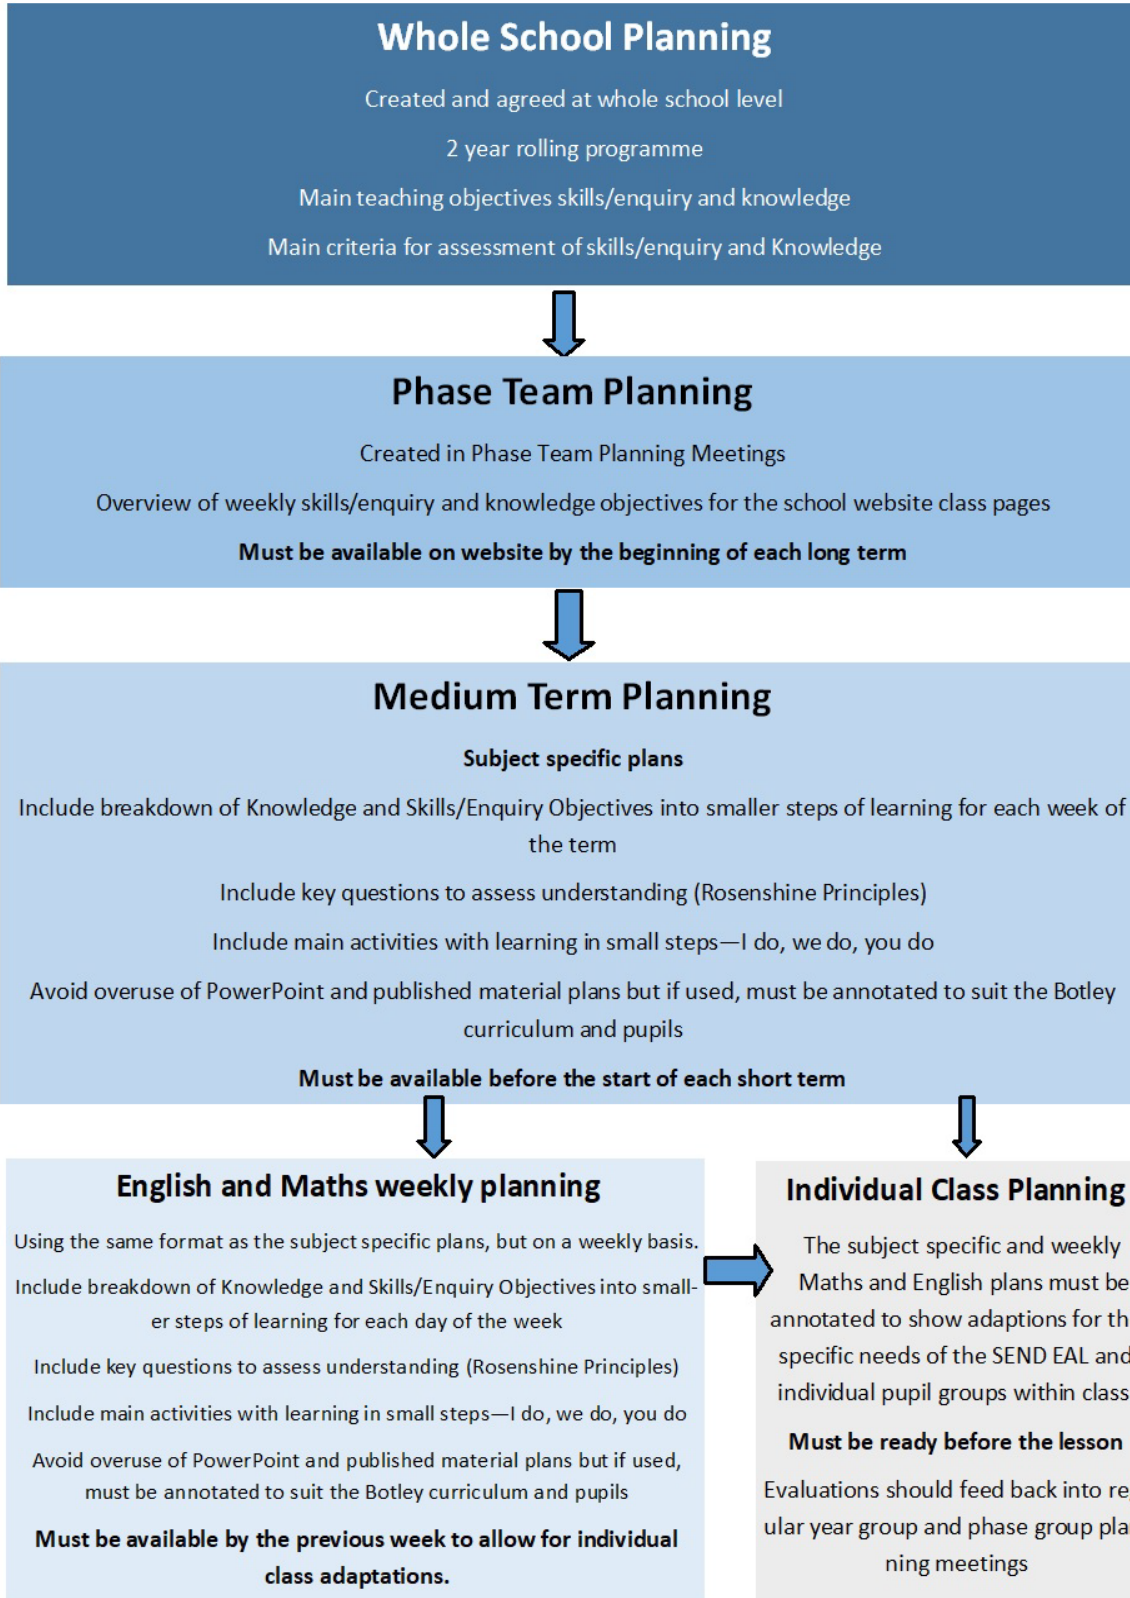 Whole School Planning
Created and agreed at whole school level
2 year rolling programme
Main teaching objectives skills/enquiry and knowledge
Main criteria for assessment of skills/enquiry and Knowledge
Phase Team Planning
Created in Phase Team Planning Meetings
Overview of weekly skills/enquiry and knowledge objectives for the school website class pages
Must be available on website by the beginning of each long term
Medium Term Planning
Subject specific plans
Include breakdown of Knowledge and Skills/Enquiry Objectives into smaller steps of learning for each week of
the term
Include key questions to assess understanding (Rosenshine Principles)
Include main activities with learning in small steps—I do, we do, you do
Avoid overuse of PowerPoint and published material plans but if used, must be annotated to suit the Botley
curriculum and pupils
Must be available before the start of each short term
English and Maths weekly planning
Using the same format as the subject specific plans, but on a weekly basis.
Include breakdown of Knowledge and Skills/Enquiry Objectives into small-
er steps of learning for each day of the week
Include key questions to assess understanding (Rosenshine Principles)
Include main activities with learning in small steps—I do, we do, you do
Avoid overuse of PowerPoint and published material plans but if used,
must be annotated to suit the Botley curriculum and pupils
Must be available by the previous week to allow for individual
class adaptations.
Individual Class Planning
The subject specific and weekly
Maths and English plans must be
annotated to show adaptions for th
specific needs of the SEND EAL and
individual pupil groups within class
Must be ready before the lesson
Evaluations should feed back into re
ular year group and phase group pla
ning meetings